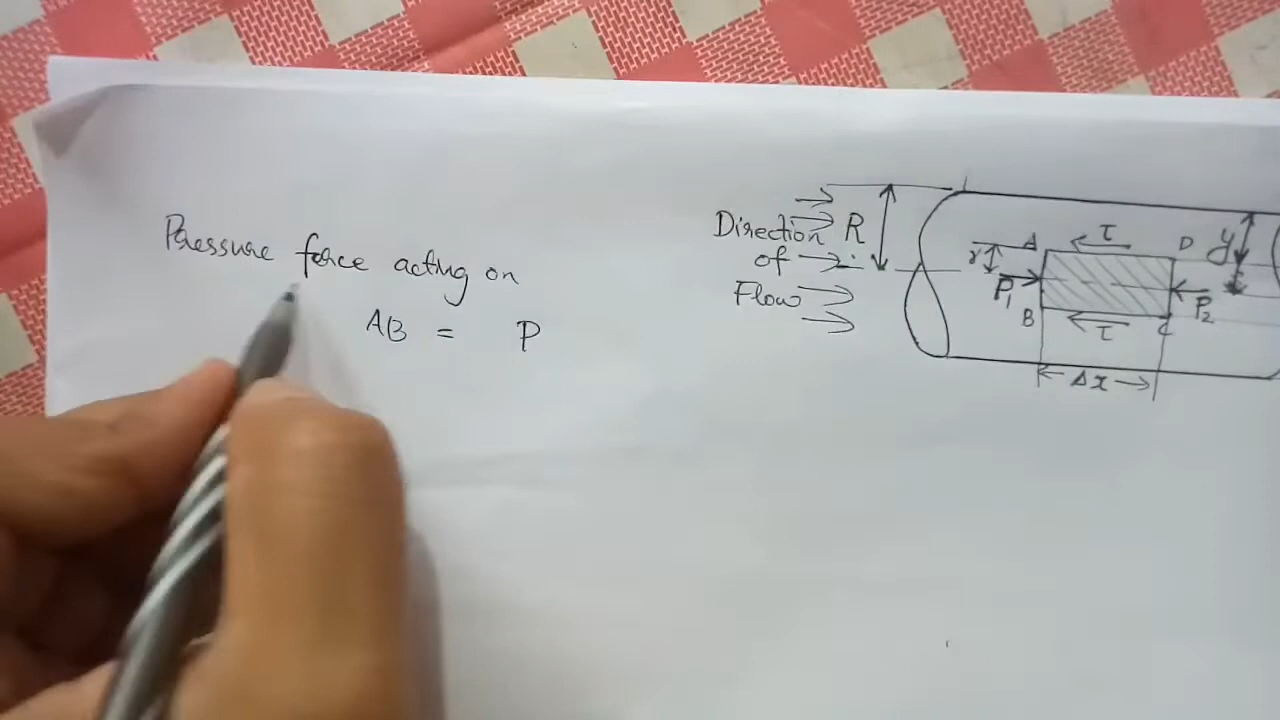 Pressure force acting on
AB = P
Direction
of
Flow
R
r
A
τ
D
y
P₁
P₂
B
τ
C
Δx